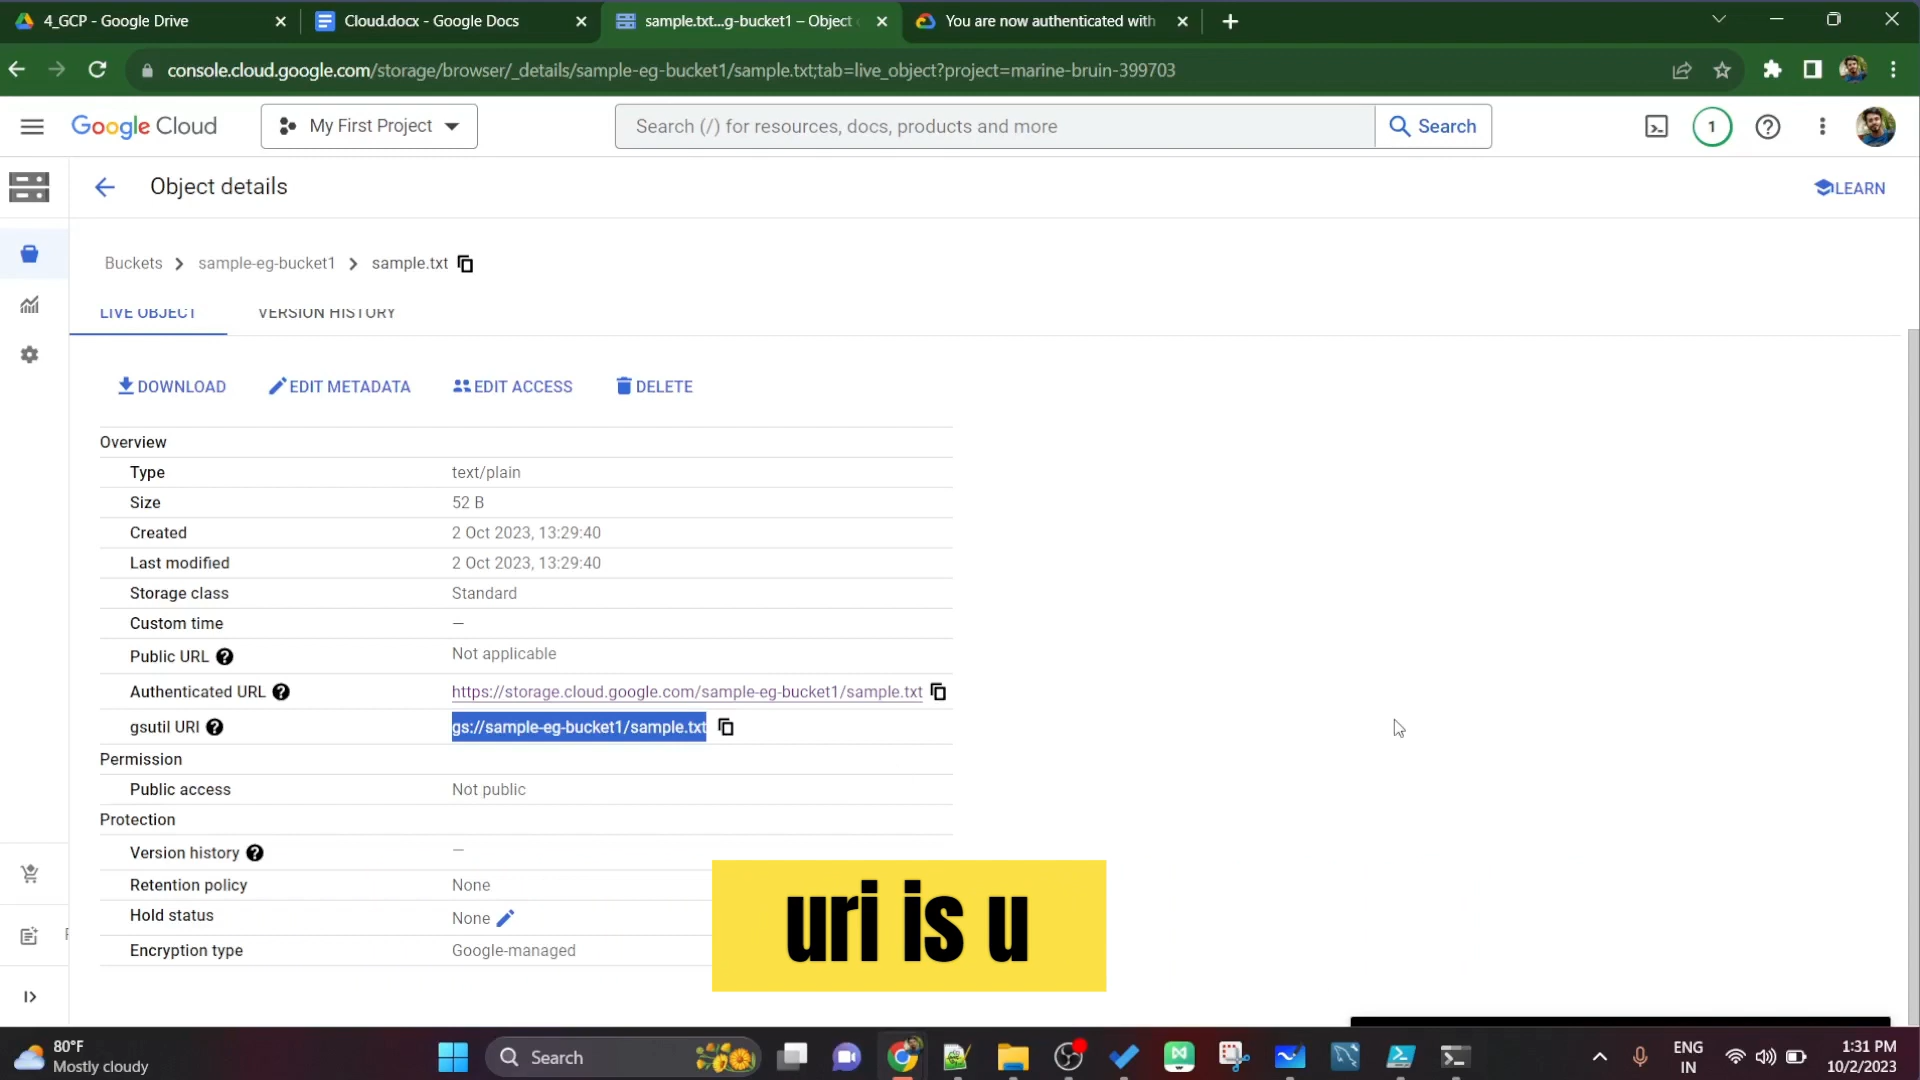 4_GCP - Google Drive
Cloud.docx - Google Docs
sample.txt...g-bucket1 – Object
You are now authenticated with
console.cloud.google.com/storage/browser/_details/sample-eg-bucket1/sample.txt;tab=live_object?project=marine-bruin-399703
Google Cloud
My First Project
Search (/) for resources, docs, products and more
Search
1
Object details
LEARN
Buckets
sample-eg-bucket1
sample.txt
LIVE OBJECT
VERSION HISTORY
DOWNLOAD
EDIT METADATA
EDIT ACCESS
DELETE
Overview
Type text/plain
Size 52 B
Created 2 Oct 2023, 13:29:40
Last modified 2 Oct 2023, 13:29:40
Storage class Standard
Custom time —
Public URL Not applicable
Authenticated URL https://storage.cloud.google.com/sample-eg-bucket1/sample.txt
gsutil URI gs://sample-eg-bucket1/sample.txt
Permission
Public access Not public
Protection
Version history —
Retention policy None
Hold status None
Encryption type Google-managed
uri is u
80°F
Mostly cloudy
Search
ENG
IN
1:31 PM
10/2/2023